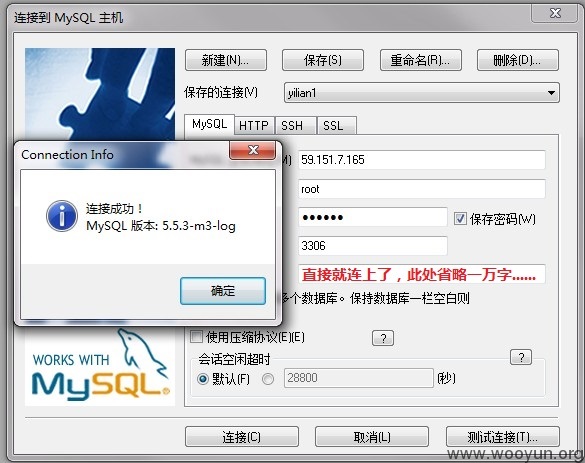 连接到 MySQL 主机
新建(N)...
保存(S)
重命名(R)...
删除(D)...
保存的连接(V)
yilian1
MySQL
HTTP
SSH
SSL
(M)
59.151.7.165
root
••••••
保存密码(W)
3306
直接就连上了，此处省略一万字......
多个数据库。保持数据库一栏空白则
使用压缩协议(E)(E)
?
会话空闲超时
?
默认(F)
28800
(秒)
连接(C)
取消(L)
测试连接(T)...
Connection Info
连接成功！
MySQL 版本: 5.5.3-m3-log
确定
WORKS WITH
MySQL
www.wooyun.org